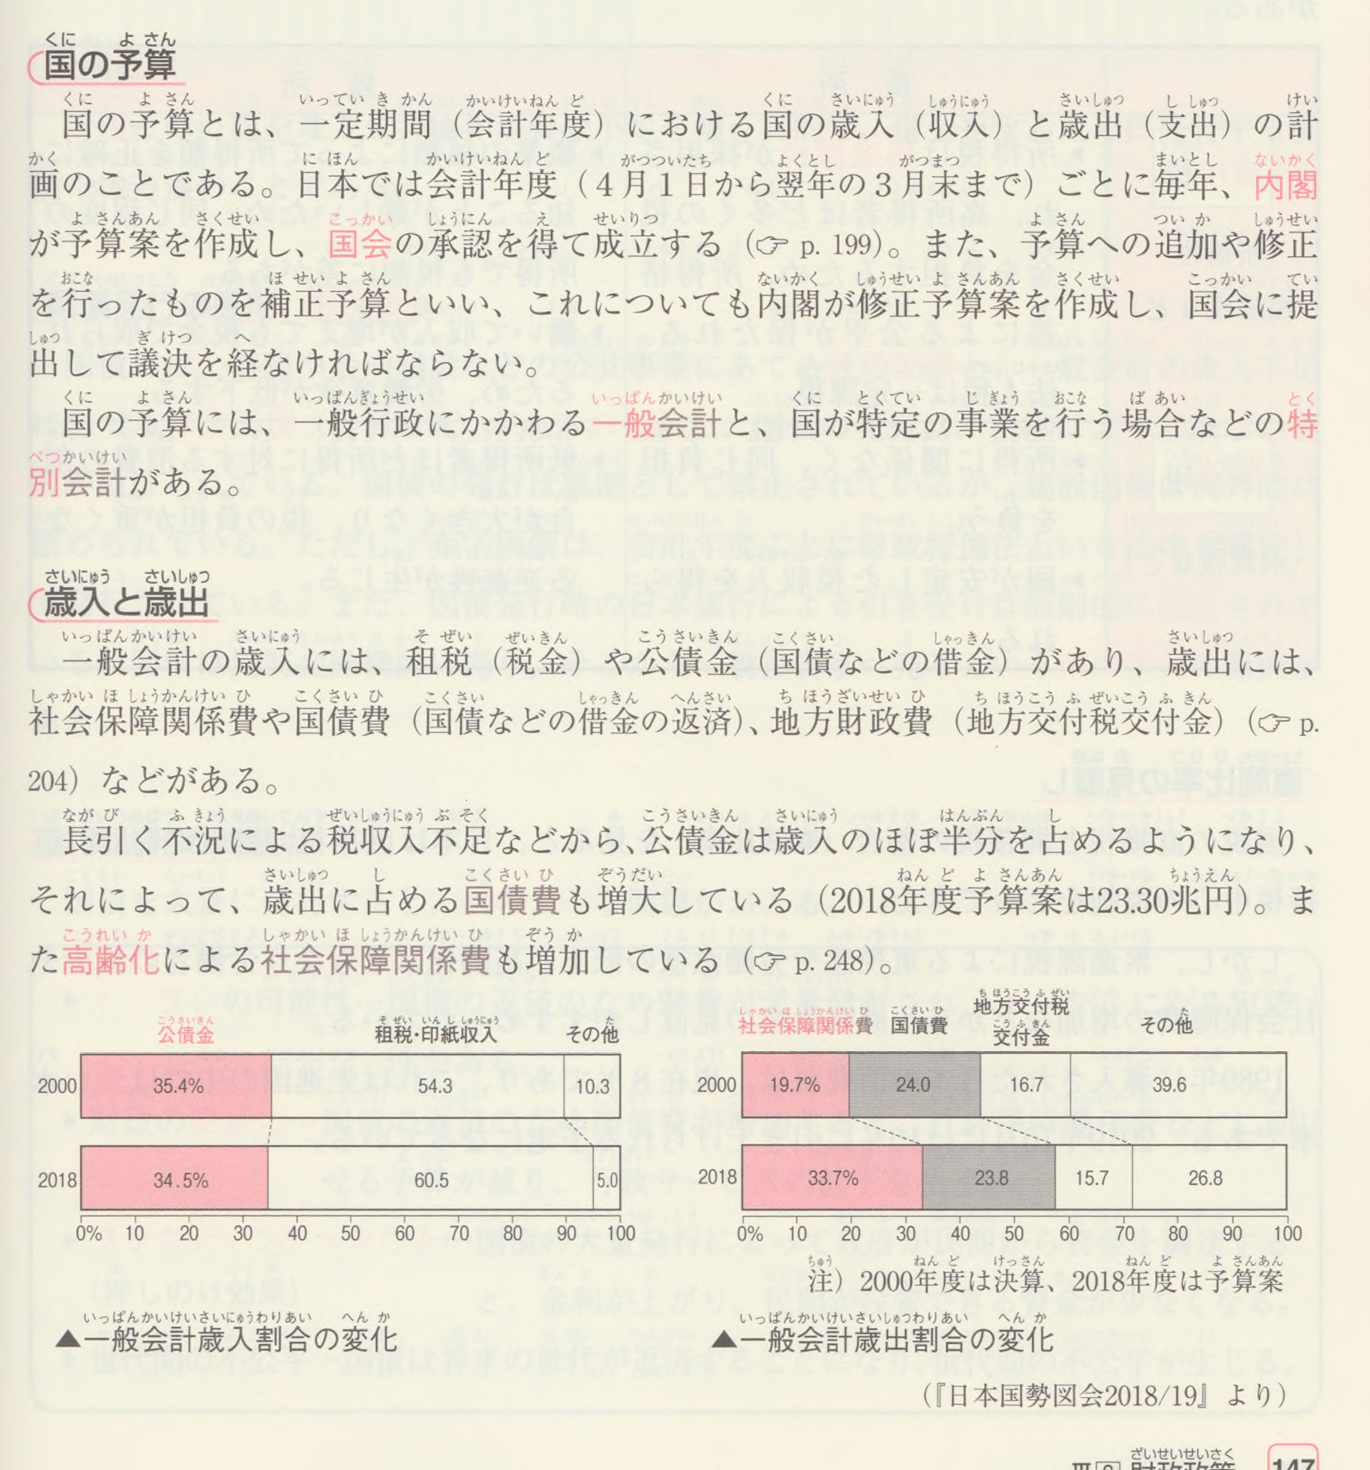 国の予算
国の予算とは、一定期間（会計年度）における国の歳入（収入）と歳出（支出）の計
画のことである。日本では会計年度（４月１日から翌年の３月末まで）ごとに毎年、内閣
が予算案を作成し、国会の承認を得て成立する（☞ p. 199）。また、予算への追加や修正
を行ったものを補正予算といい、これについても内閣が修正予算案を作成し、国会に提
出して議決を経なければならない。
国の予算には、一般行政にかかわる一般会計と、国が特定の事業を行う場合などの特
別会計がある。
歳入と歳出
一般会計の歳入には、租税（税金）や公債金（国債などの借金）があり、歳出には、
社会保障関係費や国債費（国債などの借金の返済）、地方財政費（地方交付税交付金）（☞ p.
204）などがある。
長引く不況による税収入不足などから、公債金は歳入のほぼ半分を占めるようになり、
それによって、歳出に占める国債費も増大している（2018年度予算案は23.30兆円）。ま
た高齢化による社会保障関係費も増加している（☞ p. 248）。
公債金 租税・印紙収入 その他
2000 35.4% 54.3 10.3
2018 34.5% 60.5 5.0
0% 10 20 30 40 50 60 70 80 90 100
▲一般会計歳入割合の変化
社会保障関係費 国債費 地方交付税
交付金 その他
2000 19.7% 24.0 16.7 39.6
2018 33.7% 23.8 15.7 26.8
0% 10 20 30 40 50 60 70 80 90 100
注）2000年度は決算、2018年度は予算案
▲一般会計歳出割合の変化
（『日本国勢図会2018/19』より）
財政政策 147